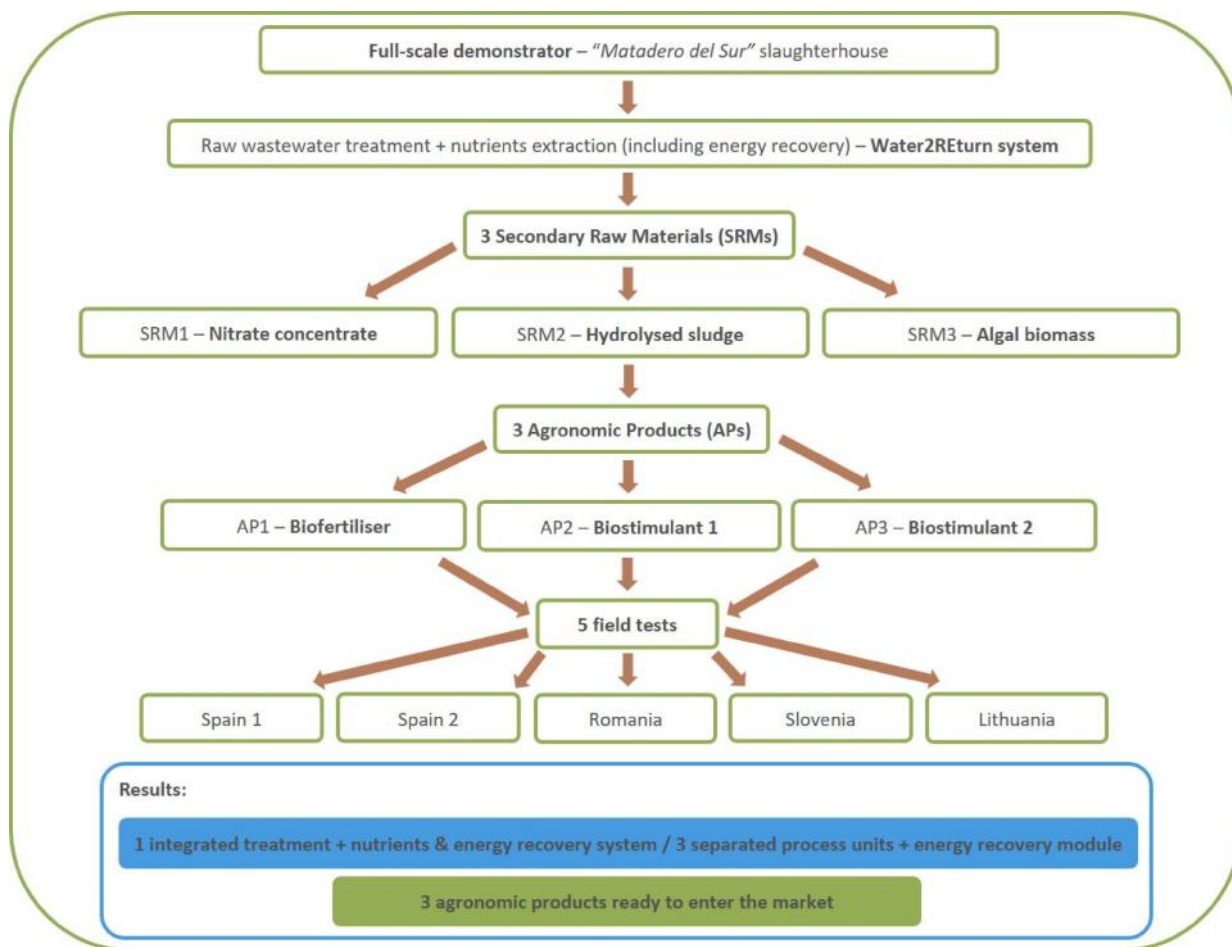 Full-scale demonstrator – “Matadero del Sur” slaughterhouse
Raw wastewater treatment + nutrients extraction (including energy recovery) – Water2REturn system
3 Secondary Raw Materials (SRMs)
SRM1 – Nitrate concentrate
SRM2 – Hydrolysed sludge
SRM3 – Algal biomass
3 Agronomic Products (APs)
AP1 – Biofertiliser
AP2 – Biostimulant 1
AP3 – Biostimulant 2
5 field tests
Spain 1
Spain 2
Romania
Slovenia
Lithuania
Results:
1 integrated treatment + nutrients & energy recovery system / 3 separated process units + energy recovery module
3 agronomic products ready to enter the market